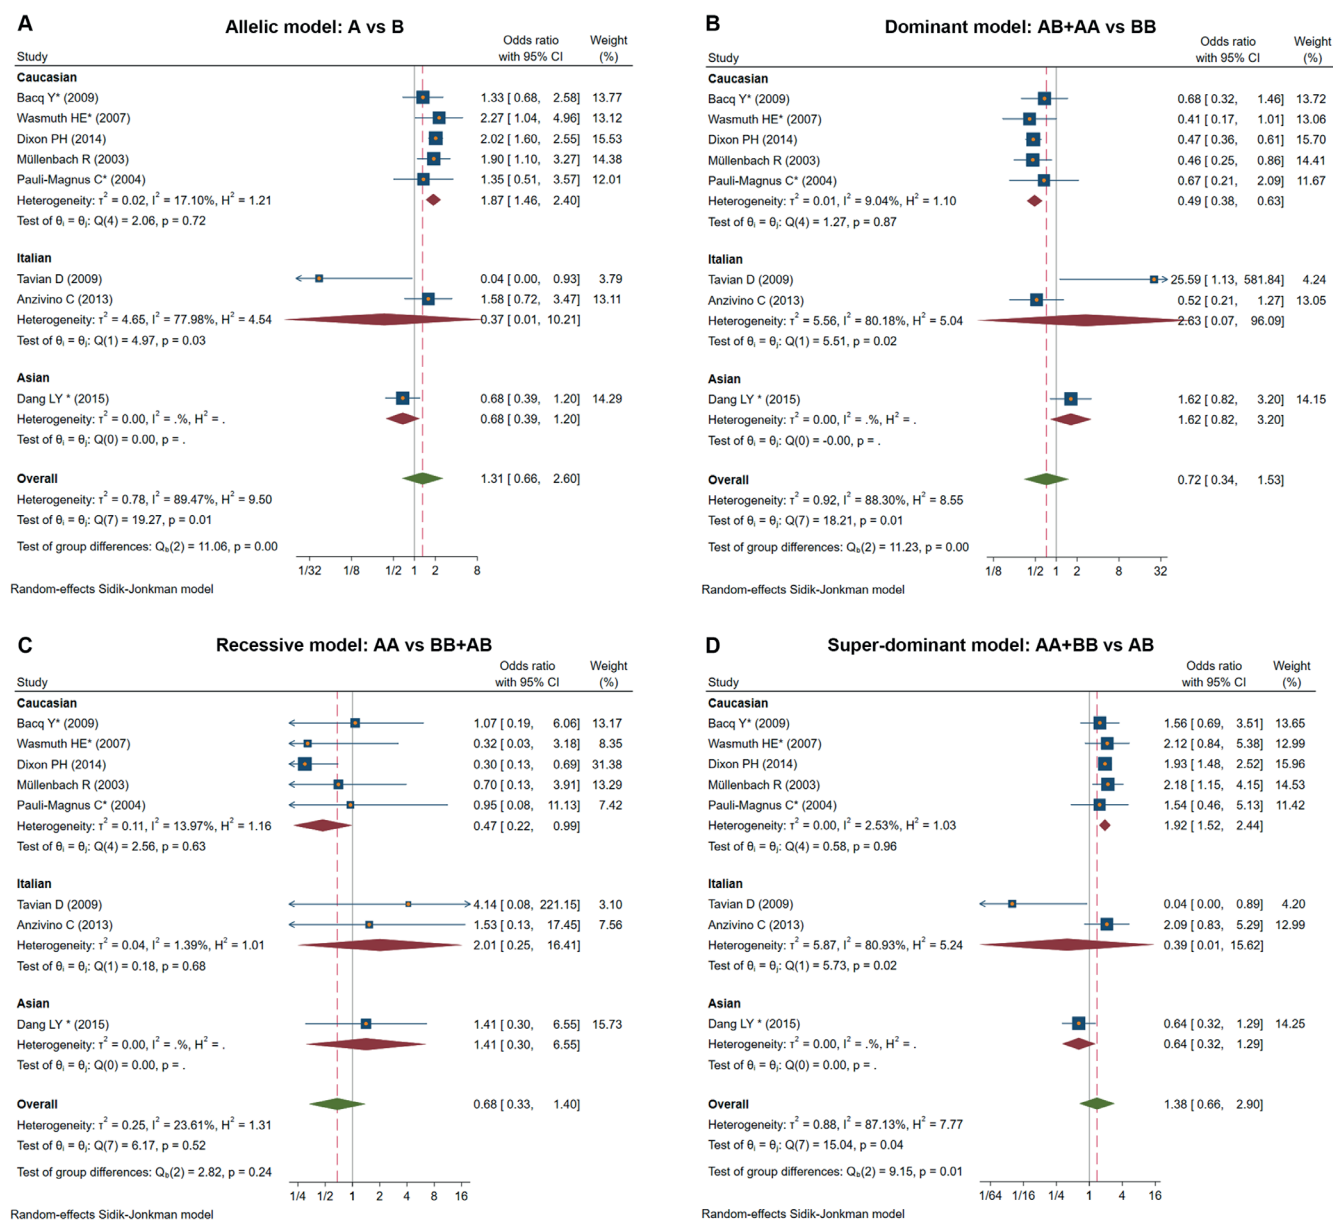 A Allelic model: A vs B
Odds ratio Weight
Study with 95% CI (%)
Caucasian
Bacq Y* (2009) 1.33 [ 0.68, 2.58] 13.77
Wasmuth HE* (2007) 2.27 [ 1.04, 4.96] 13.12
Dixon PH (2014) 2.02 [ 1.60, 2.55] 15.53
Müllenbach R (2003) 1.90 [ 1.10, 3.27] 14.38
Pauli-Magnus C* (2004) 1.35 [ 0.51, 3.57] 12.01
Heterogeneity: τ² = 0.02, I² = 17.10%, H² = 1.21 1.87 [ 1.46, 2.40]
Test of θᵢ = θⱼ: Q(4) = 2.06, p = 0.72
Italian
Tavian D (2009) 0.04 [ 0.00, 0.93] 3.79
Anzivino C (2013) 1.58 [ 0.72, 3.47] 13.11
Heterogeneity: τ² = 4.65, I² = 77.98%, H² = 4.54 0.37 [ 0.01, 10.21]
Test of θᵢ = θⱼ: Q(1) = 4.97, p = 0.03
Asian
Dang LY * (2015) 0.68 [ 0.39, 1.20] 14.29
Heterogeneity: τ² = 0.00, I² = .%, H² = . 0.68 [ 0.39, 1.20]
Test of θᵢ = θⱼ: Q(0) = 0.00, p = .
Overall 1.31 [ 0.66, 2.60]
Heterogeneity: τ² = 0.78, I² = 89.47%, H² = 9.50
Test of θᵢ = θⱼ: Q(7) = 19.27, p = 0.01
Test of group differences: Q_b(2) = 11.06, p = 0.00
1/32 1/8 1/2 1 2 8
Random-effects Sidik-Jonkman model
B Dominant model: AB+AA vs BB
Odds ratio Weight
Study with 95% CI (%)
Caucasian
Bacq Y* (2009) 0.68 [ 0.32, 1.46] 13.72
Wasmuth HE* (2007) 0.41 [ 0.17, 1.01] 13.06
Dixon PH (2014) 0.47 [ 0.36, 0.61] 15.70
Müllenbach R (2003) 0.46 [ 0.25, 0.86] 14.41
Pauli-Magnus C* (2004) 0.67 [ 0.21, 2.09] 11.67
Heterogeneity: τ² = 0.01, I² = 9.04%, H² = 1.10 0.49 [ 0.38, 0.63]
Test of θᵢ = θⱼ: Q(4) = 1.27, p = 0.87
Italian
Tavian D (2009) 25.59 [ 1.13, 581.84] 4.24
Anzivino C (2013) 0.52 [ 0.21, 1.27] 13.05
Heterogeneity: τ² = 5.56, I² = 80.18%, H² = 5.04 2.63 [ 0.07, 96.09]
Test of θᵢ = θⱼ: Q(1) = 5.51, p = 0.02
Asian
Dang LY * (2015) 1.62 [ 0.82, 3.20] 14.15
Heterogeneity: τ² = 0.00, I² = .%, H² = . 1.62 [ 0.82, 3.20]
Test of θᵢ = θⱼ: Q(0) = -0.00, p = .
Overall 0.72 [ 0.34, 1.53]
Heterogeneity: τ² = 0.92, I² = 88.30%, H² = 8.55
Test of θᵢ = θⱼ: Q(7) = 18.21, p = 0.01
Test of group differences: Q_b(2) = 11.23, p = 0.00
1/8 1/2 1 2 8 32
Random-effects Sidik-Jonkman model
C Recessive model: AA vs BB+AB
Odds ratio Weight
Study with 95% CI (%)
Caucasian
Bacq Y* (2009) 1.07 [ 0.19, 6.06] 13.17
Wasmuth HE* (2007) 0.32 [ 0.03, 3.18] 8.35
Dixon PH (2014) 0.30 [ 0.13, 0.69] 31.38
Müllenbach R (2003) 0.70 [ 0.13, 3.91] 13.29
Pauli-Magnus C* (2004) 0.95 [ 0.08, 11.13] 7.42
Heterogeneity: τ² = 0.11, I² = 13.97%, H² = 1.16 0.47 [ 0.22, 0.99]
Test of θᵢ = θⱼ: Q(4) = 2.56, p = 0.63
Italian
Tavian D (2009) 4.14 [ 0.08, 221.15] 3.10
Anzivino C (2013) 1.53 [ 0.13, 17.45] 7.56
Heterogeneity: τ² = 0.04, I² = 1.39%, H² = 1.01 2.01 [ 0.25, 16.41]
Test of θᵢ = θⱼ: Q(1) = 0.18, p = 0.68
Asian
Dang LY * (2015) 1.41 [ 0.30, 6.55] 15.73
Heterogeneity: τ² = 0.00, I² = .%, H² = . 1.41 [ 0.30, 6.55]
Test of θᵢ = θⱼ: Q(0) = 0.00, p = .
Overall 0.68 [ 0.33, 1.40]
Heterogeneity: τ² = 0.25, I² = 23.61%, H² = 1.31
Test of θᵢ = θⱼ: Q(7) = 6.17, p = 0.52
Test of group differences: Q_b(2) = 2.82, p = 0.24
1/4 1/2 1 2 4 8 16
Random-effects Sidik-Jonkman model
D Super-dominant model: AA+BB vs AB
Odds ratio Weight
Study with 95% CI (%)
Caucasian
Bacq Y* (2009) 1.56 [ 0.69, 3.51] 13.65
Wasmuth HE* (2007) 2.12 [ 0.84, 5.38] 12.99
Dixon PH (2014) 1.93 [ 1.48, 2.52] 15.96
Müllenbach R (2003) 2.18 [ 1.15, 4.15] 14.53
Pauli-Magnus C* (2004) 1.54 [ 0.46, 5.13] 11.42
Heterogeneity: τ² = 0.00, I² = 2.53%, H² = 1.03 1.92 [ 1.52, 2.44]
Test of θᵢ = θⱼ: Q(4) = 0.58, p = 0.96
Italian
Tavian D (2009) 0.04 [ 0.00, 0.89] 4.20
Anzivino C (2013) 2.09 [ 0.83, 5.29] 12.99
Heterogeneity: τ² = 5.87, I² = 80.93%, H² = 5.24 0.39 [ 0.01, 15.62]
Test of θᵢ = θⱼ: Q(1) = 5.73, p = 0.02
Asian
Dang LY * (2015) 0.64 [ 0.32, 1.29] 14.25
Heterogeneity: τ² = 0.00, I² = .%, H² = . 0.64 [ 0.32, 1.29]
Test of θᵢ = θⱼ: Q(0) = 0.00, p = .
Overall 1.38 [ 0.66, 2.90]
Heterogeneity: τ² = 0.88, I² = 87.13%, H² = 7.77
Test of θᵢ = θⱼ: Q(7) = 15.04, p = 0.04
Test of group differences: Q_b(2) = 9.15, p = 0.01
1/64 1/16 1/4 1 4 16
Random-effects Sidik-Jonkman model